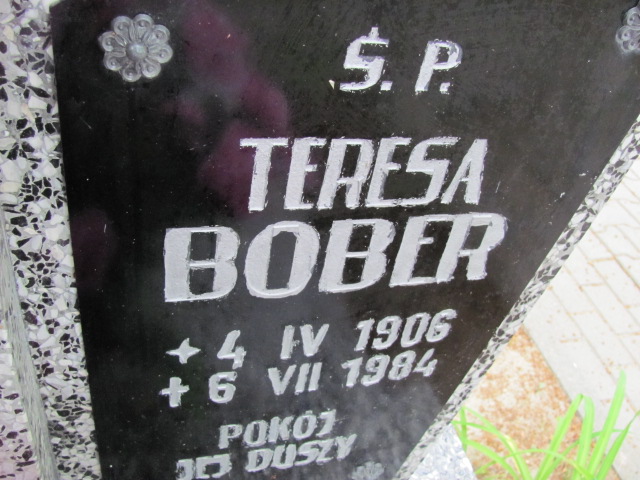 Ś. P.
TERESA
BOBER
+ 4 IV 1906
+ 6 VII 1984
POKÓJ
JEJ DUSZY